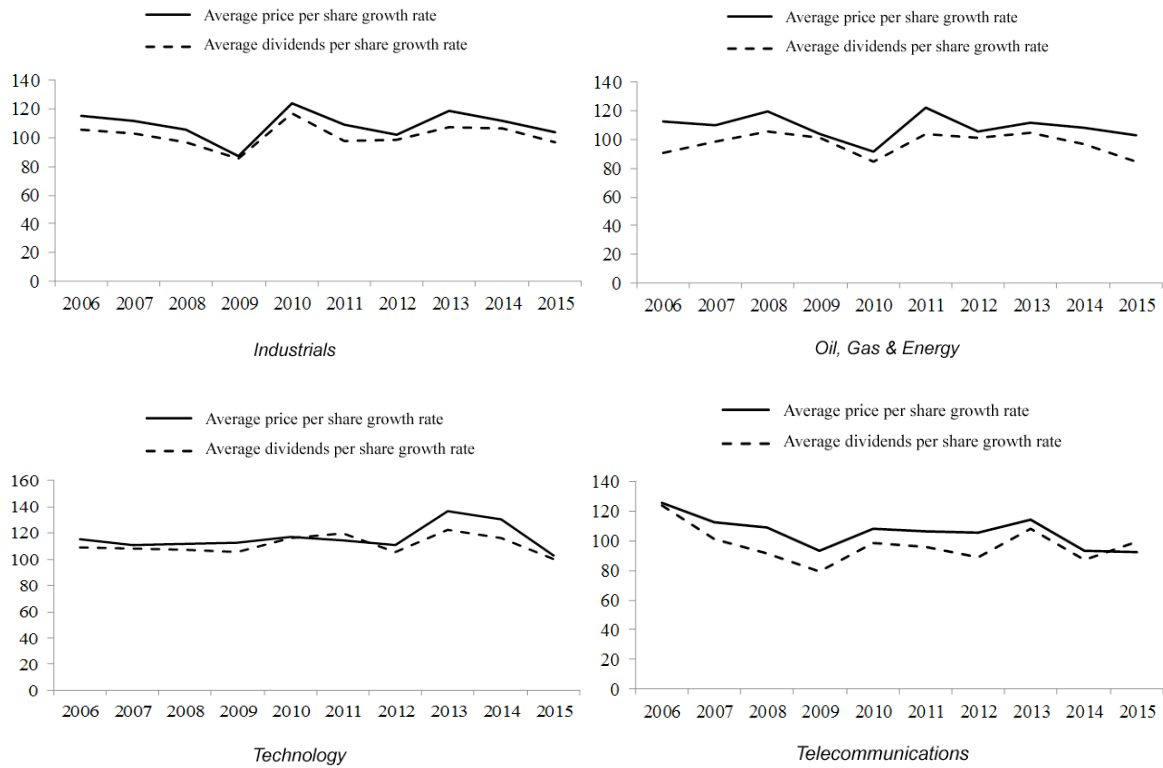 Average price per share growth rate
Average dividends per share growth rate
140
120
100
80
60
40
20
0
2006 2007 2008 2009 2010 2011 2012 2013 2014 2015
Industrials
Average price per share growth rate
Average dividends per share growth rate
140
120
100
80
60
40
20
0
2006 2007 2008 2009 2010 2011 2012 2013 2014 2015
Oil, Gas & Energy
Average price per share growth rate
Average dividends per share growth rate
160
140
120
100
80
60
40
20
0
2006 2007 2008 2009 2010 2011 2012 2013 2014 2015
Technology
Average price per share growth rate
Average dividends per share growth rate
140
120
100
80
60
40
20
0
2006 2007 2008 2009 2010 2011 2012 2013 2014 2015
Telecommunications